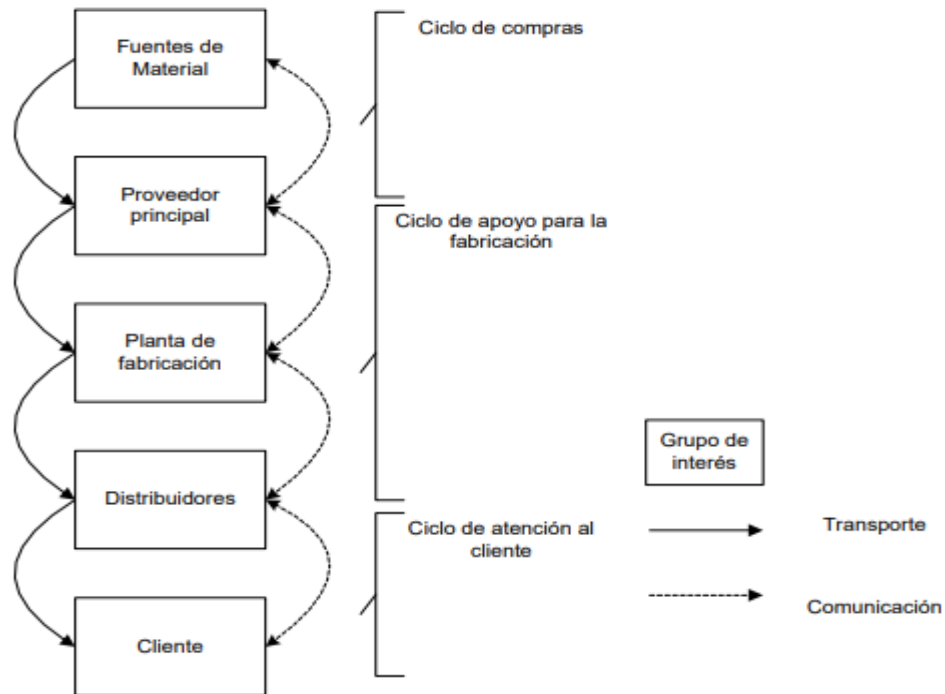 Fuentes de
Material
Ciclo de compras
Proveedor
principal
Ciclo de apoyo para la
fabricación
Planta de
fabricación
Distribuidores
Ciclo de atención al
cliente
Cliente
Grupo de
interés
Transporte
Comunicación